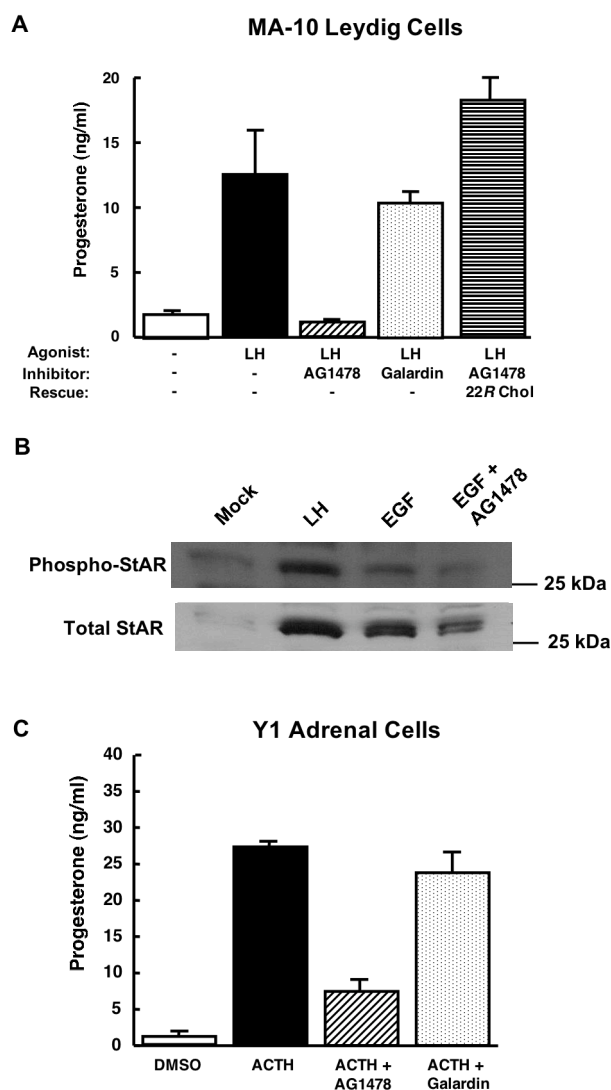 A
MA-10 Leydig Cells
Progesterone (ng/ml)
20
15
10
5
0
Agonist: - LH LH LH LH
Inhibitor: - - AG1478 Galardin AG1478
Rescue: - - - - 22R Chol
B
Mock LH EGF EGF + AG1478
Phospho-StAR
25 kDa
Total StAR
25 kDa
C
Y1 Adrenal Cells
Progesterone (ng/ml)
40
35
30
25
20
15
10
5
0
DMSO ACTH ACTH + ACTH +
AG1478 Galardin